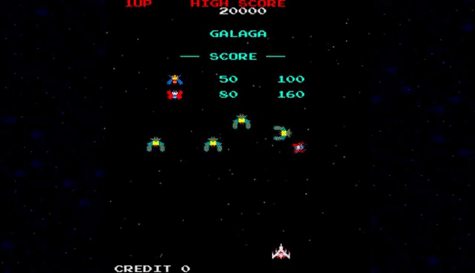 1UP HIGH SCORE
20000
GALAGA
— SCORE —
50 100
80 160
CREDIT 0